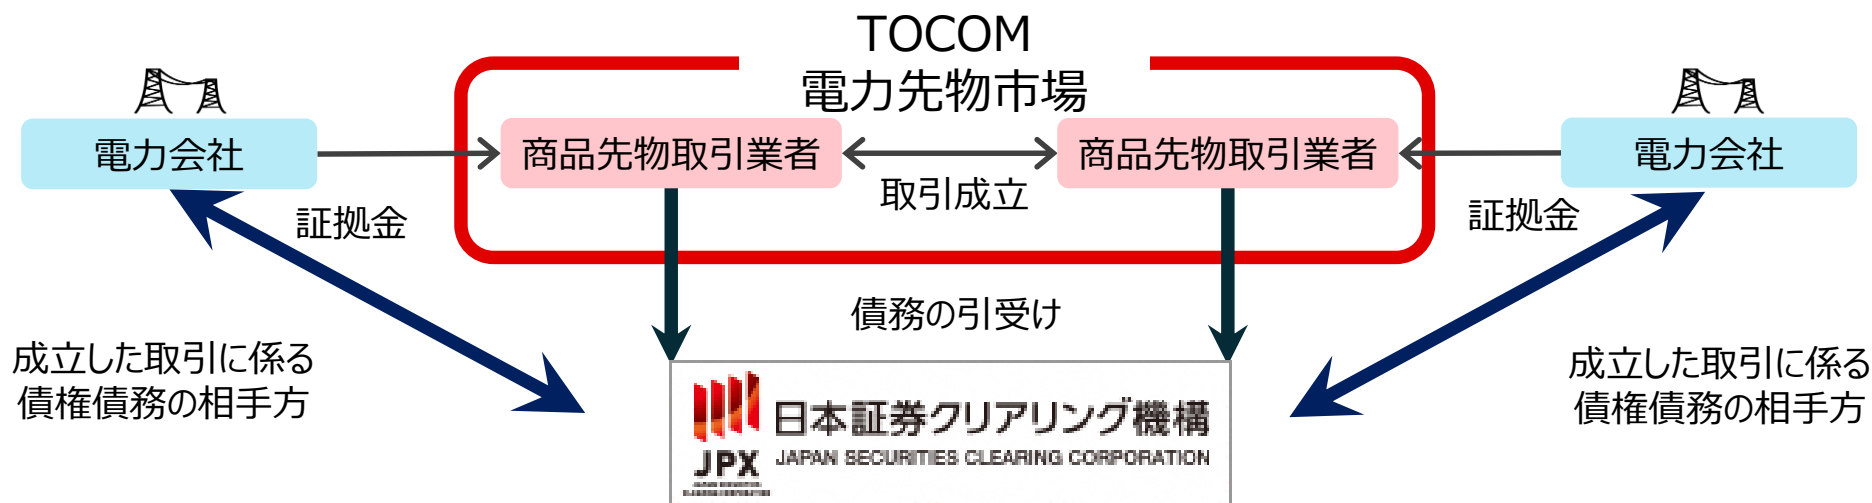 TOCOM
電力先物市場
電力会社
商品先物取引業者
商品先物取引業者
電力会社
取引成立
証拠金
証拠金
債務の引受け
成立した取引に係る
債権債務の相手方
成立した取引に係る
債権債務の相手方
日本証券クリアリング機構
JAPAN SECURITIES CLEARING CORPORATION
JPX